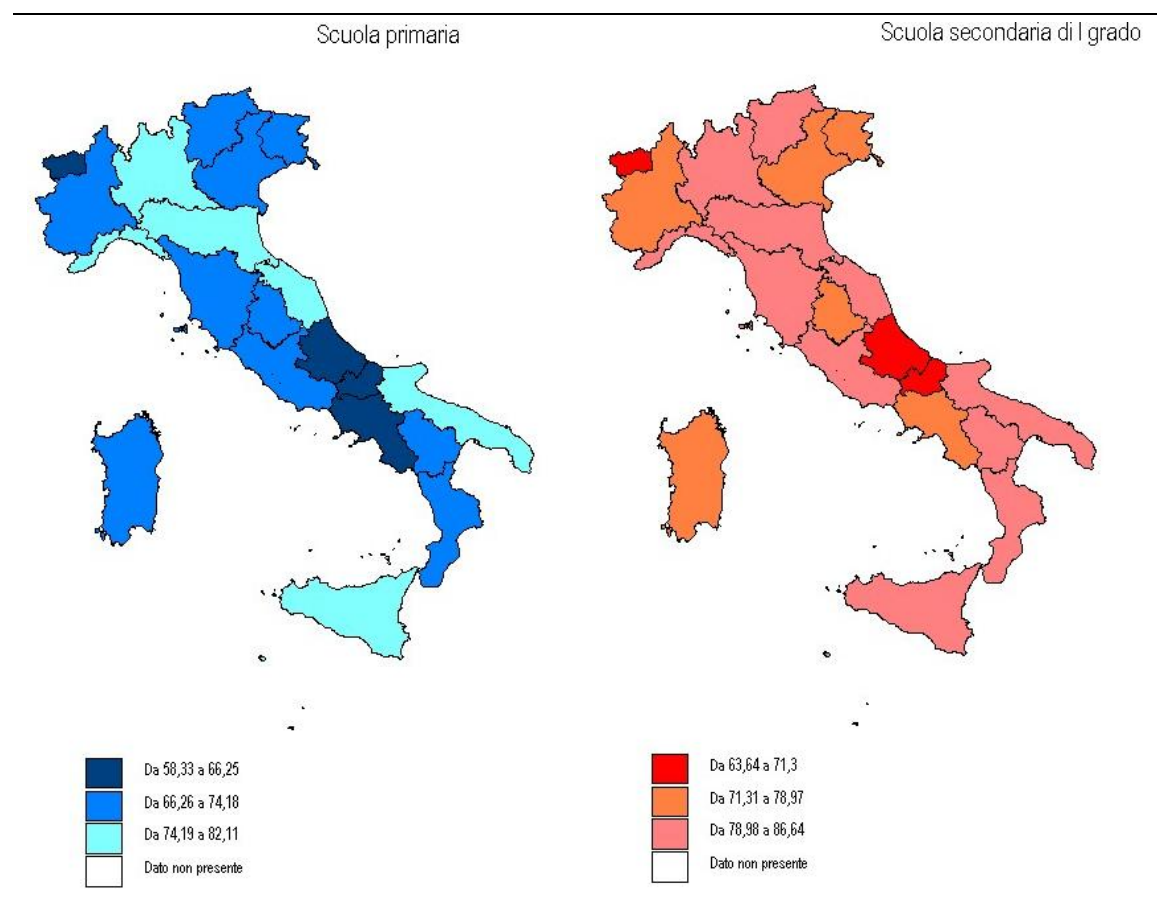 Scuola primaria
Scuola secondaria di I grado
Da 58,33 a 66,25
Da 66,26 a 74,18
Da 74,19 a 82,11
Dato non presente
Da 63,64 a 71,3
Da 71,31 a 78,97
Da 78,98 a 86,64
Dato non presente